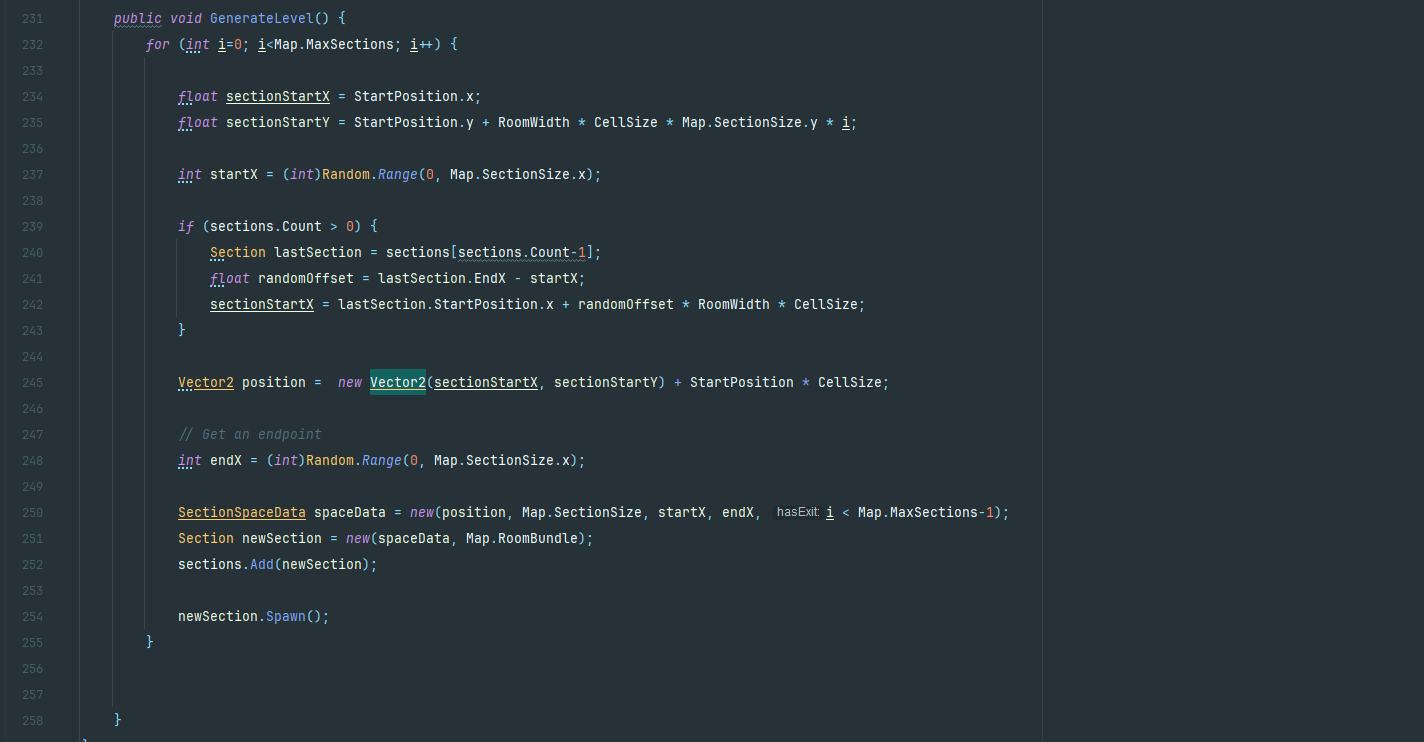 231 public void GenerateLevel() {
232 for (int i=0; i<Map.MaxSections; i++) {
233
234 float sectionStartX = StartPosition.x;
235 float sectionStartY = StartPosition.y + RoomWidth * CellSize * Map.SectionSize.y * i;
236
237 int startX = (int)Random.Range(0, Map.SectionSize.x);
238
239 if (sections.Count > 0) {
240 Section lastSection = sections[sections.Count-1];
241 float randomOffset = lastSection.EndX - startX;
242 sectionStartX = lastSection.StartPosition.x + randomOffset * RoomWidth * CellSize;
243 }
244
245 Vector2 position =  new Vector2(sectionStartX, sectionStartY) + StartPosition * CellSize;
246
247 // Get an endpoint
248 int endX = (int)Random.Range(0, Map.SectionSize.x);
249
250 SectionSpaceData spaceData = new(position, Map.SectionSize, startX, endX, hasExit: i < Map.MaxSections-1);
251 Section newSection = new(spaceData, Map.RoomBundle);
252 sections.Add(newSection);
253
254 newSection.Spawn();
255 }
256
257
258 }